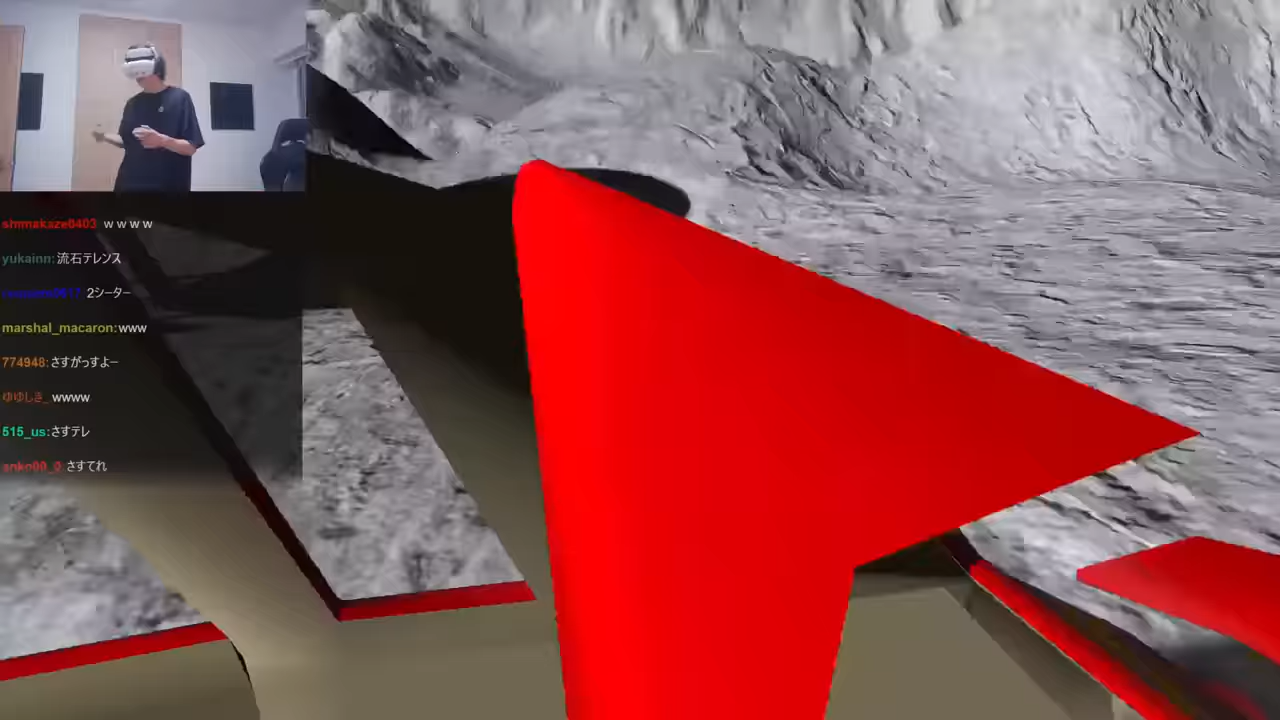 shimakaze0403 w w w w
yukainn:流石テレンス
2シーター
marshal_macaron:www
774948:さすがっすよー
ゆゆしき_ wwww
515_us:さすテレ
anko00_0 さすてれ